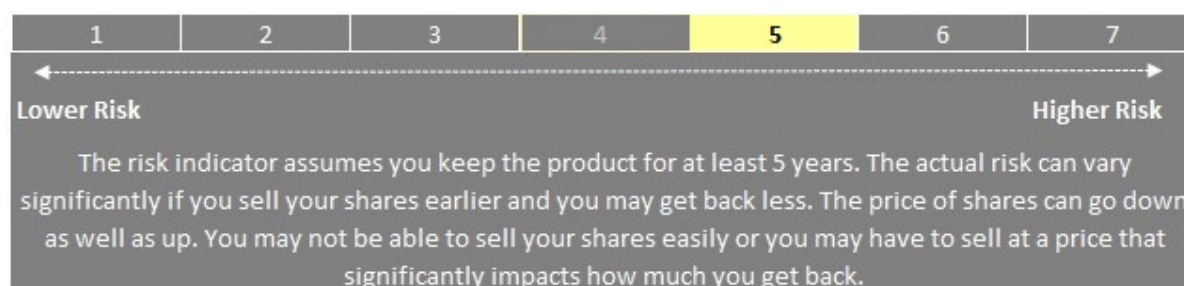 1 2 3 4 5 6 7
Lower Risk Higher Risk
The risk indicator assumes you keep the product for at least 5 years. The actual risk can vary
significantly if you sell your shares earlier and you may get back less. The price of shares can go down
as well as up. You may not be able to sell your shares easily or you may have to sell at a price that
significantly impacts how much you get back.